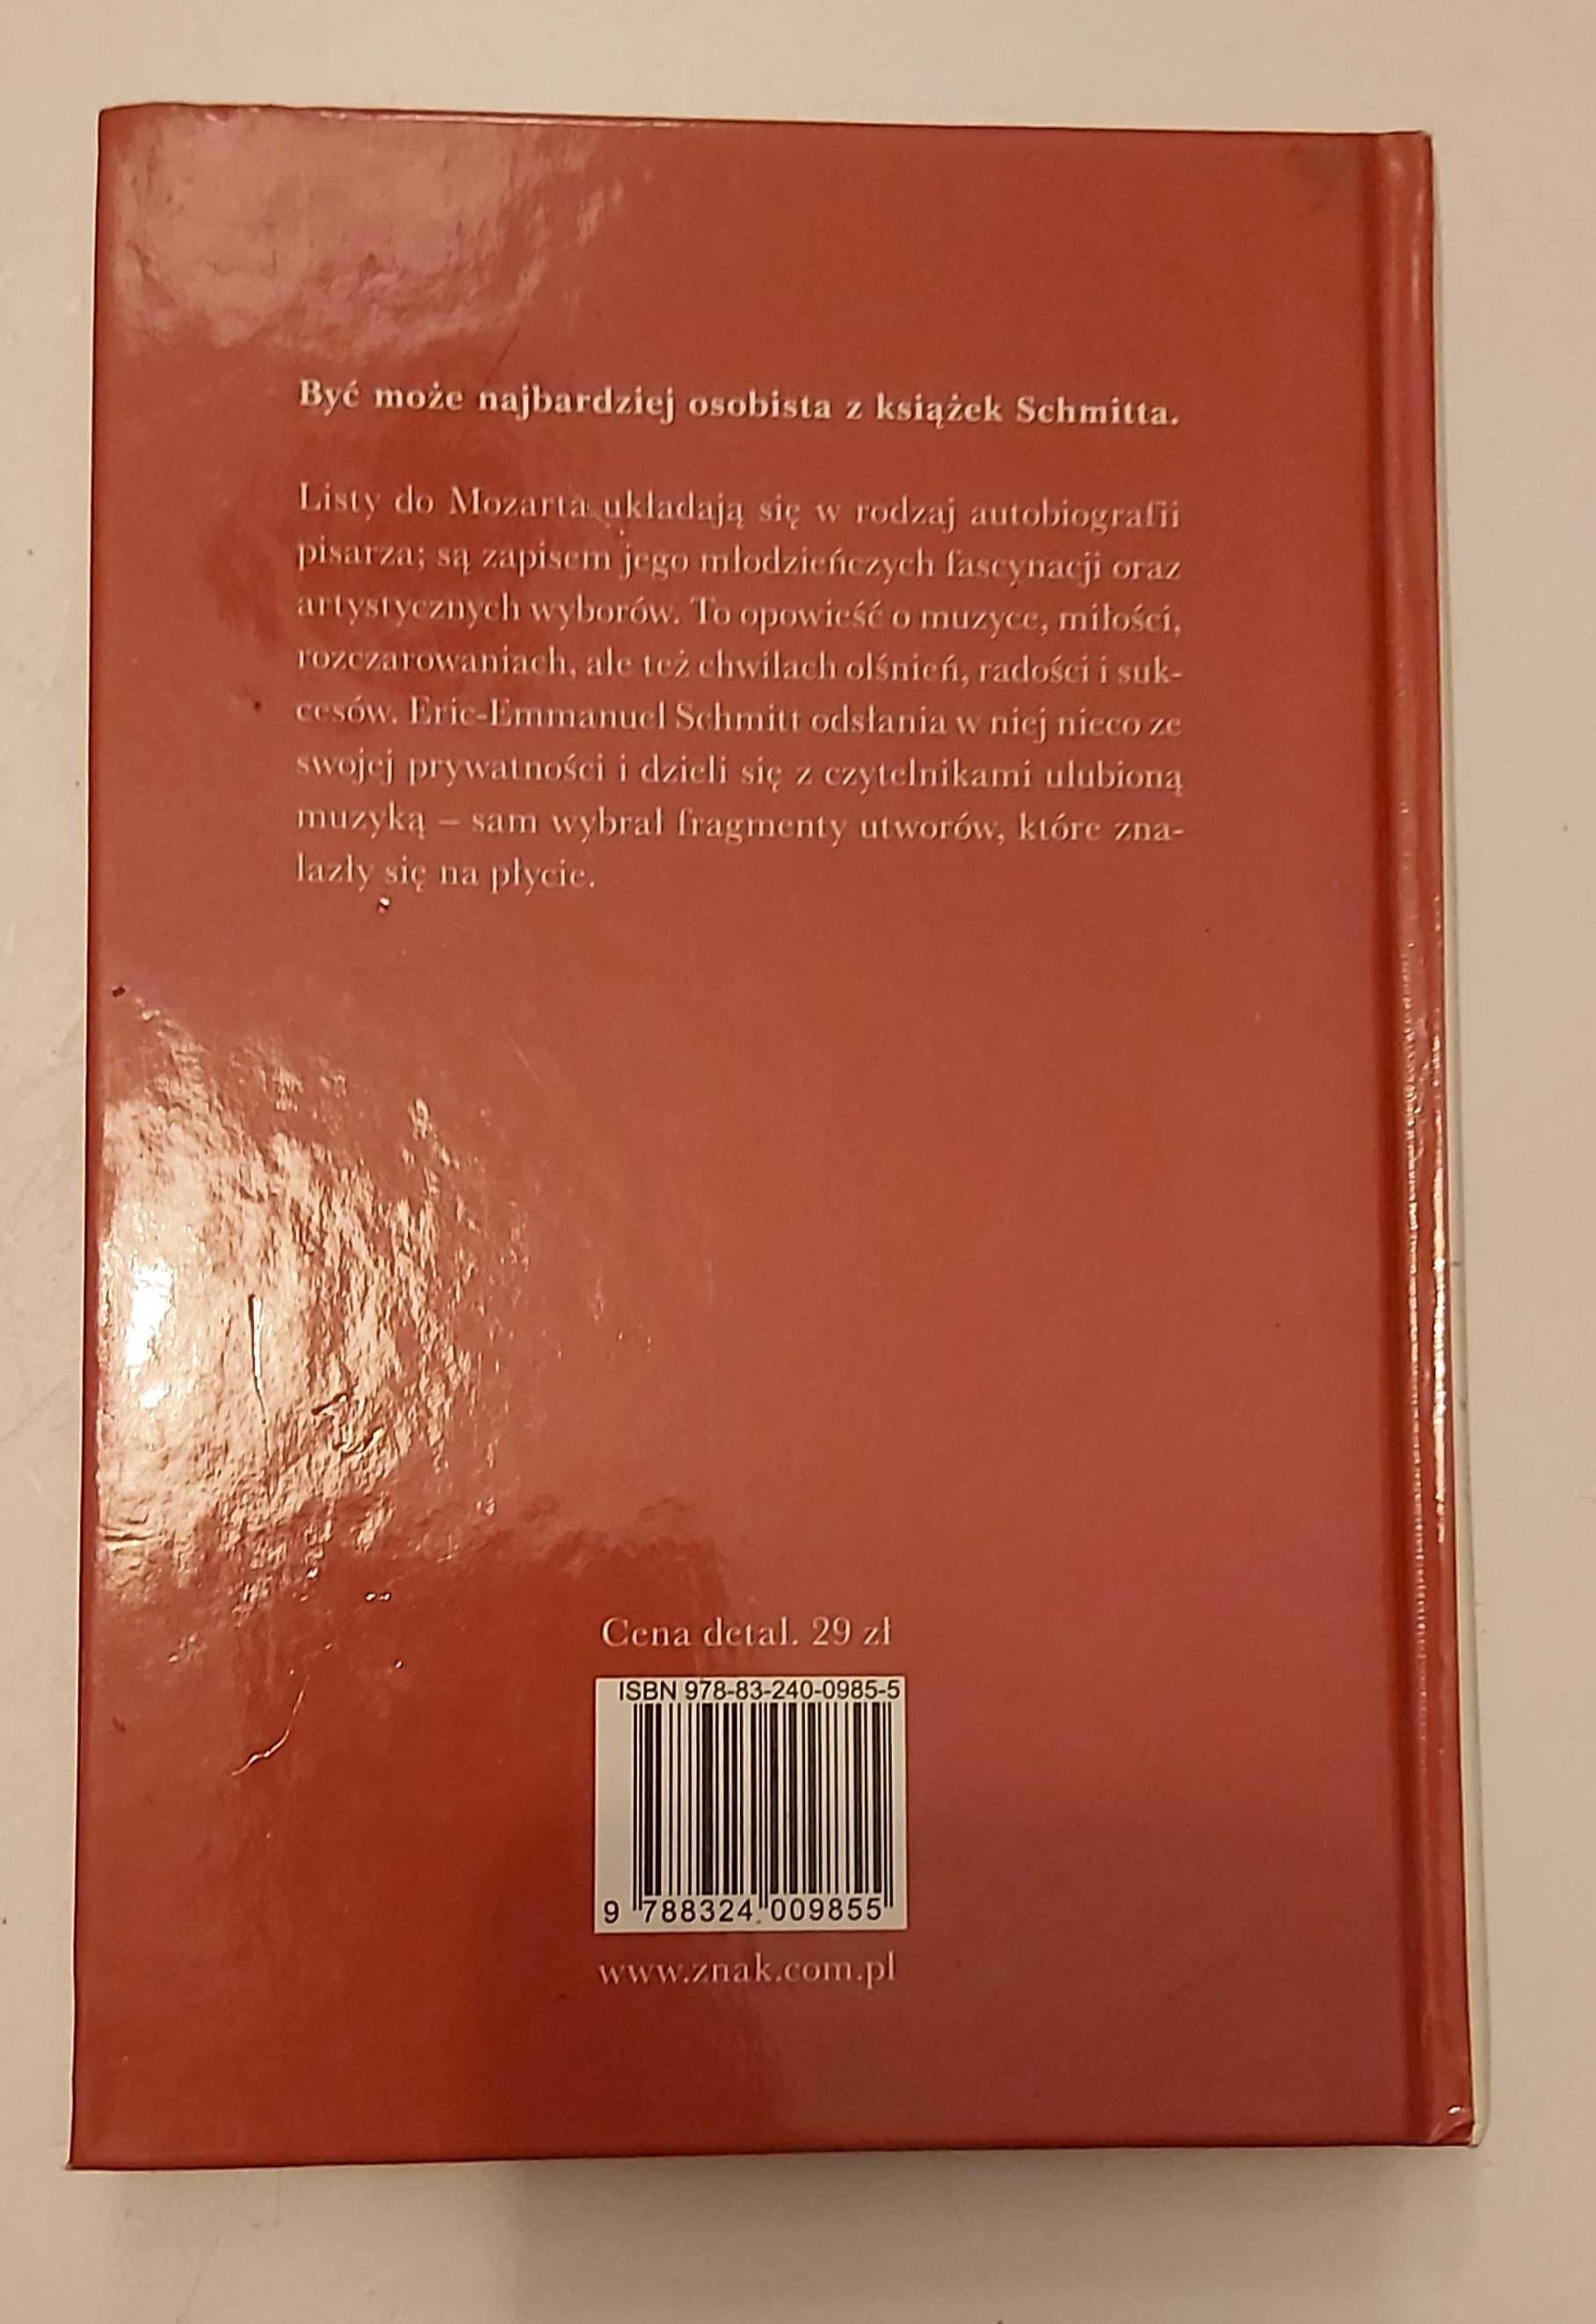 Być może najbardziej osobista z książek Schmitta.
Listy do Mozarta układają się w rodzaj autobiografii
pisarza; są zapisem jego młodzieńczych fascynacji oraz
artystycznych wyborów. To opowieść o muzyce, miłości,
rozczarowaniach, ale też chwilach olśnień, radości i suk-
cesów. Eric-Emmanuel Schmitt odsłania w niej nieco ze
swojej prywatności i dzieli się z czytelnikami ulubioną
muzyką – sam wybrał fragmenty utworów, które zna-
lazły się na płycie.
Cena detal. 29 zł
ISBN 978-83-240-0985-5
9 788324 009855
www.znak.com.pl